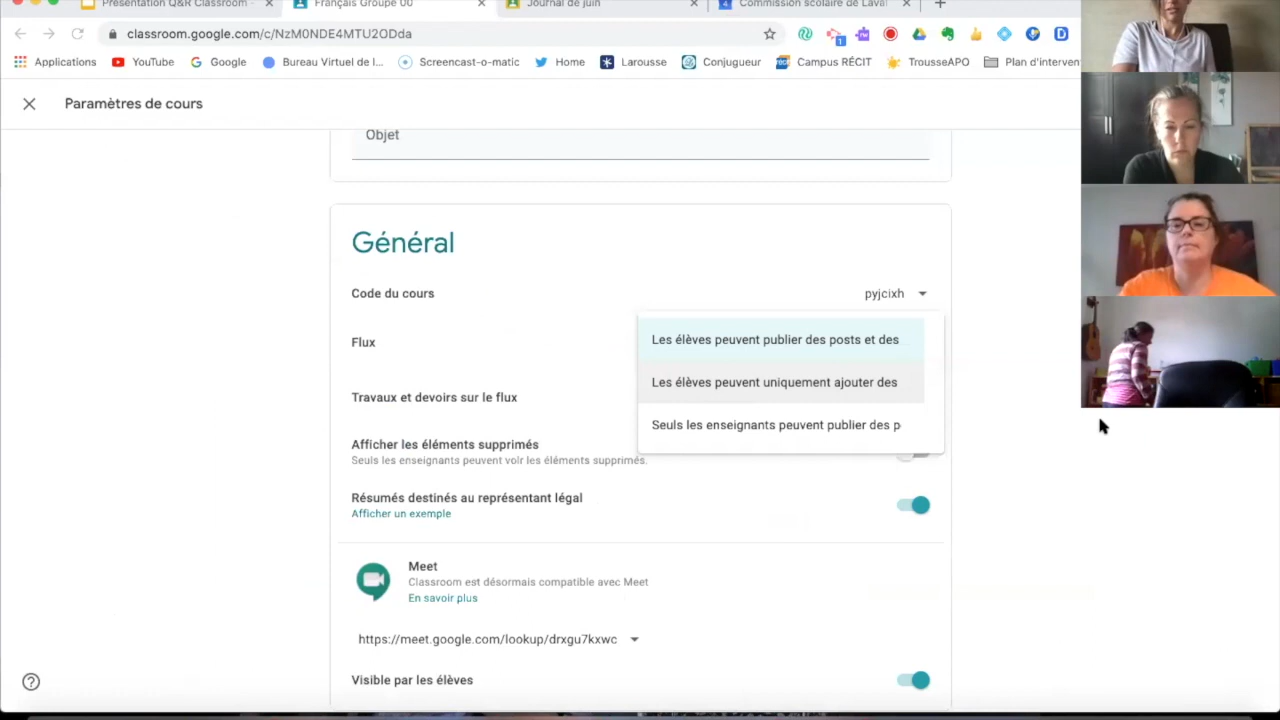 Présentation Q&R Classroom -
Français Groupe 00
Journal de juin
Commission scolaire de Laval
classroom.google.com/c/NzM0NDE4MTU2ODda
1
Applications
YouTube
Google
Bureau Virtuel de l...
Screencast-o-matic
Home
Larousse
Conjugueur
Campus RÉCIT
TrousseAPO
Plan d'interven
Paramètres de cours
Objet
Général
Code du cours
pyjcixh
Flux
Les élèves peuvent publier des posts et des
Les élèves peuvent uniquement ajouter des
Seuls les enseignants peuvent publier des p
Travaux et devoirs sur le flux
Afficher les éléments supprimés
Seuls les enseignants peuvent voir les éléments supprimés.
Résumés destinés au représentant légal
Afficher un exemple
Meet
Classroom est désormais compatible avec Meet
En savoir plus
https://meet.google.com/lookup/drxgu7kxwc
Visible par les élèves